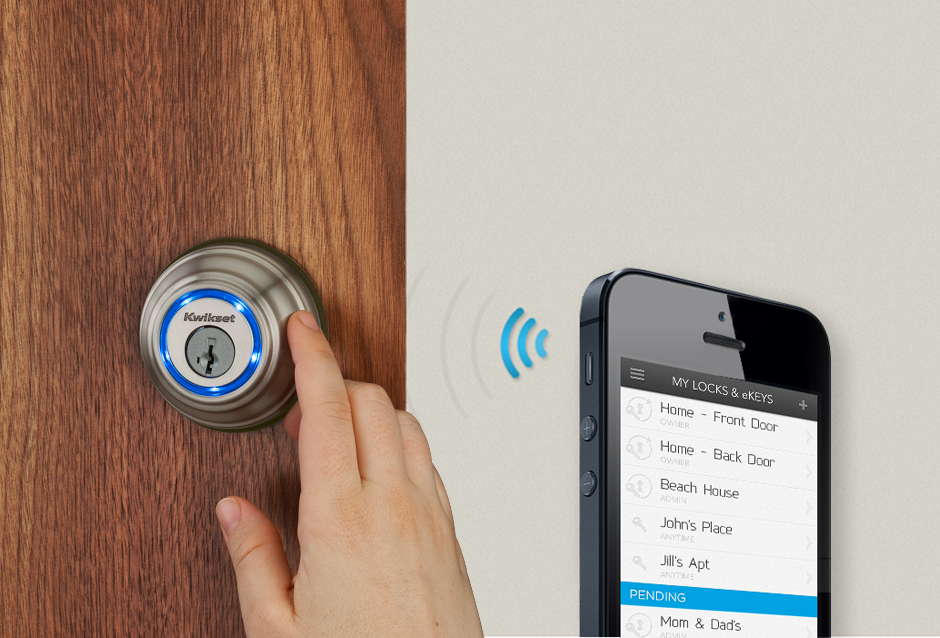 Kwikset
MY LOCKS & eKEYS
Home - Front Door
OWNER
Home - Back Door
OWNER
Beach House
ADMIN
John's Place
ANYTIME
Jill's Apt
ANYTIME
PENDING
Mom & Dad's
ADMIN